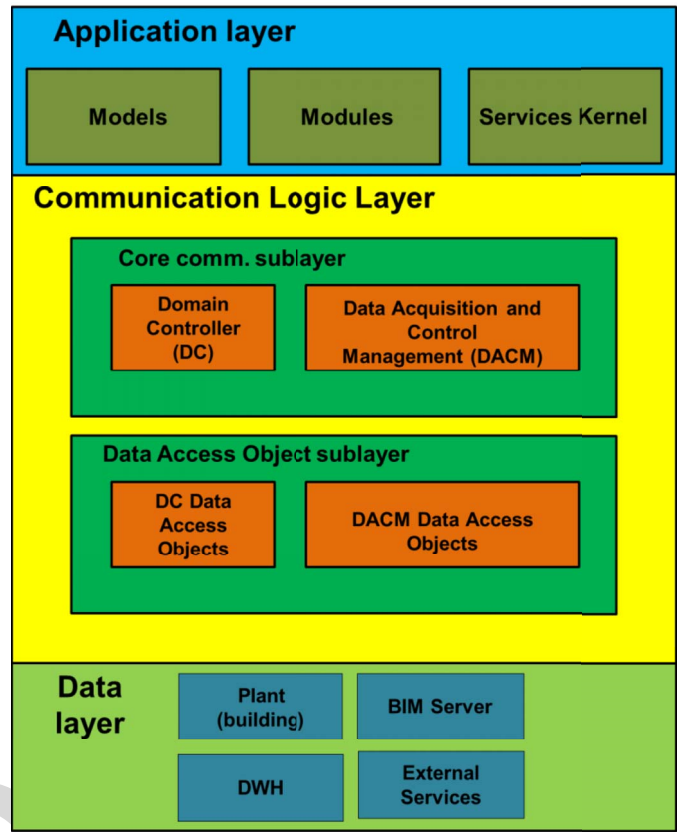 Application layer
Models
Modules
Services Kernel
Communication Logic Layer
Core comm. sublayer
Domain
Controller
(DC)
Data Acquisition and
Control
Management (DACM)
Data Access Object sublayer
DC Data
Access
Objects
DACM Data Access
Objects
Data
layer
Plant
(building)
BIM Server
DWH
External
Services